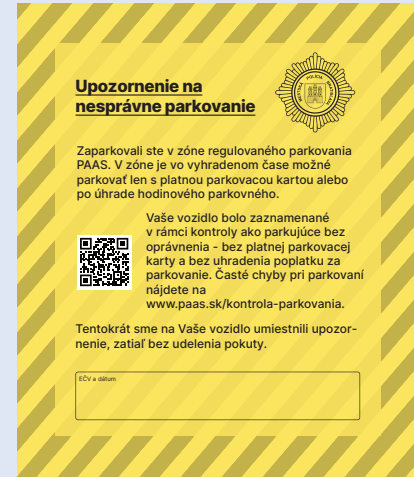 Upozornenie na
nesprávne parkovanie
Zaparkovali ste v zóne regulovaného parkovania
PAAS. V zóne je vo vyhradenom čase možné
parkovať len s platnou parkovacou kartou alebo
po úhrade hodinového parkovného.
Vaše vozidlo bolo zaznamenané
v rámci kontroly ako parkujúce bez
oprávnenia - bez platnej parkovacej
karty a bez uhradenia poplatku za
parkovanie. Časté chyby pri parkovaní
nájdete na
www.paas.sk/kontrola-parkovania.
Tentokrát sme na Vaše vozidlo umiestnili upozor-
nenie, zatiaľ bez udelenia pokuty.
EČV a dátum